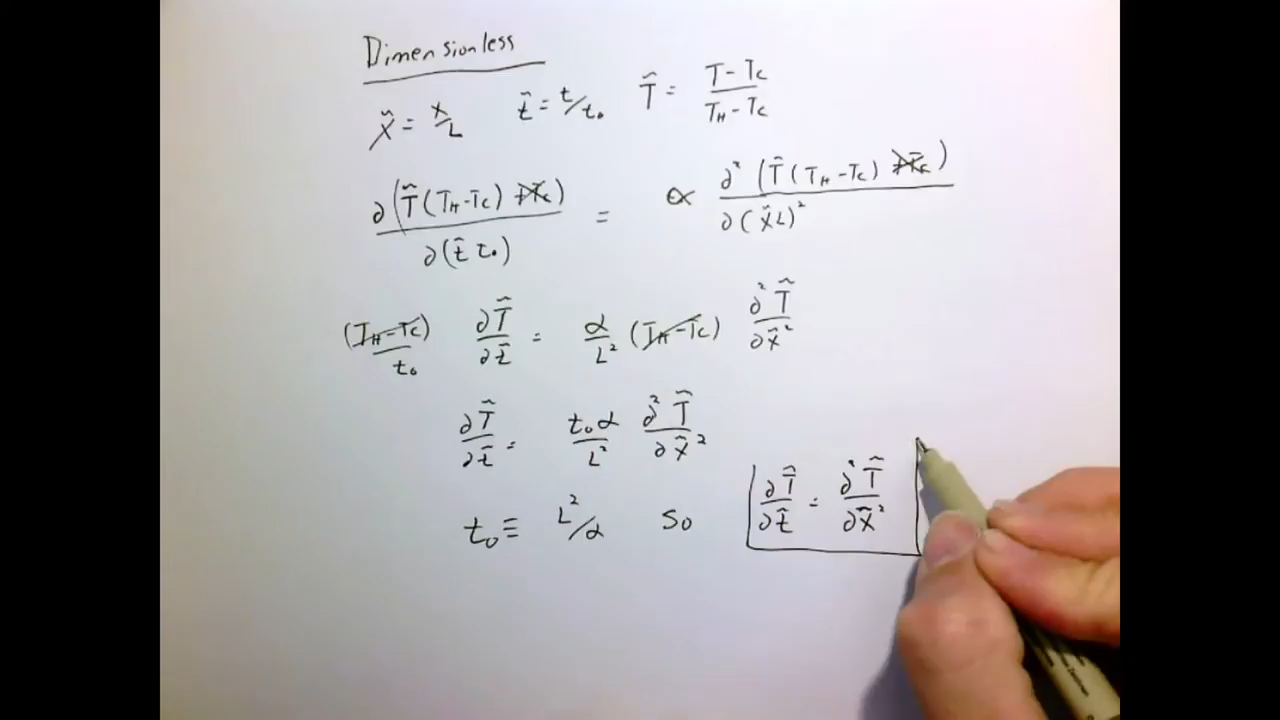 Dimensionless
x̃ = x/L t̃ = t/t₀ T̃ = (T - Tc)/(TH - Tc)
∂(T̃(TH - Tc) + Tc)/∂(t̃ t₀) = α ∂²(T̃(TH - Tc) + Tc)/∂(x̃L)²
(TH - Tc)/t₀ ∂T̃/∂t̃ = α/L² (TH - Tc) ∂²T̃/∂x̃²
∂T̃/∂t̃ = t₀α/L² ∂²T̃/∂x̃²
t₀ ≡ L²/α so ∂T̃/∂t̃ = ∂²T̃/∂x̃²